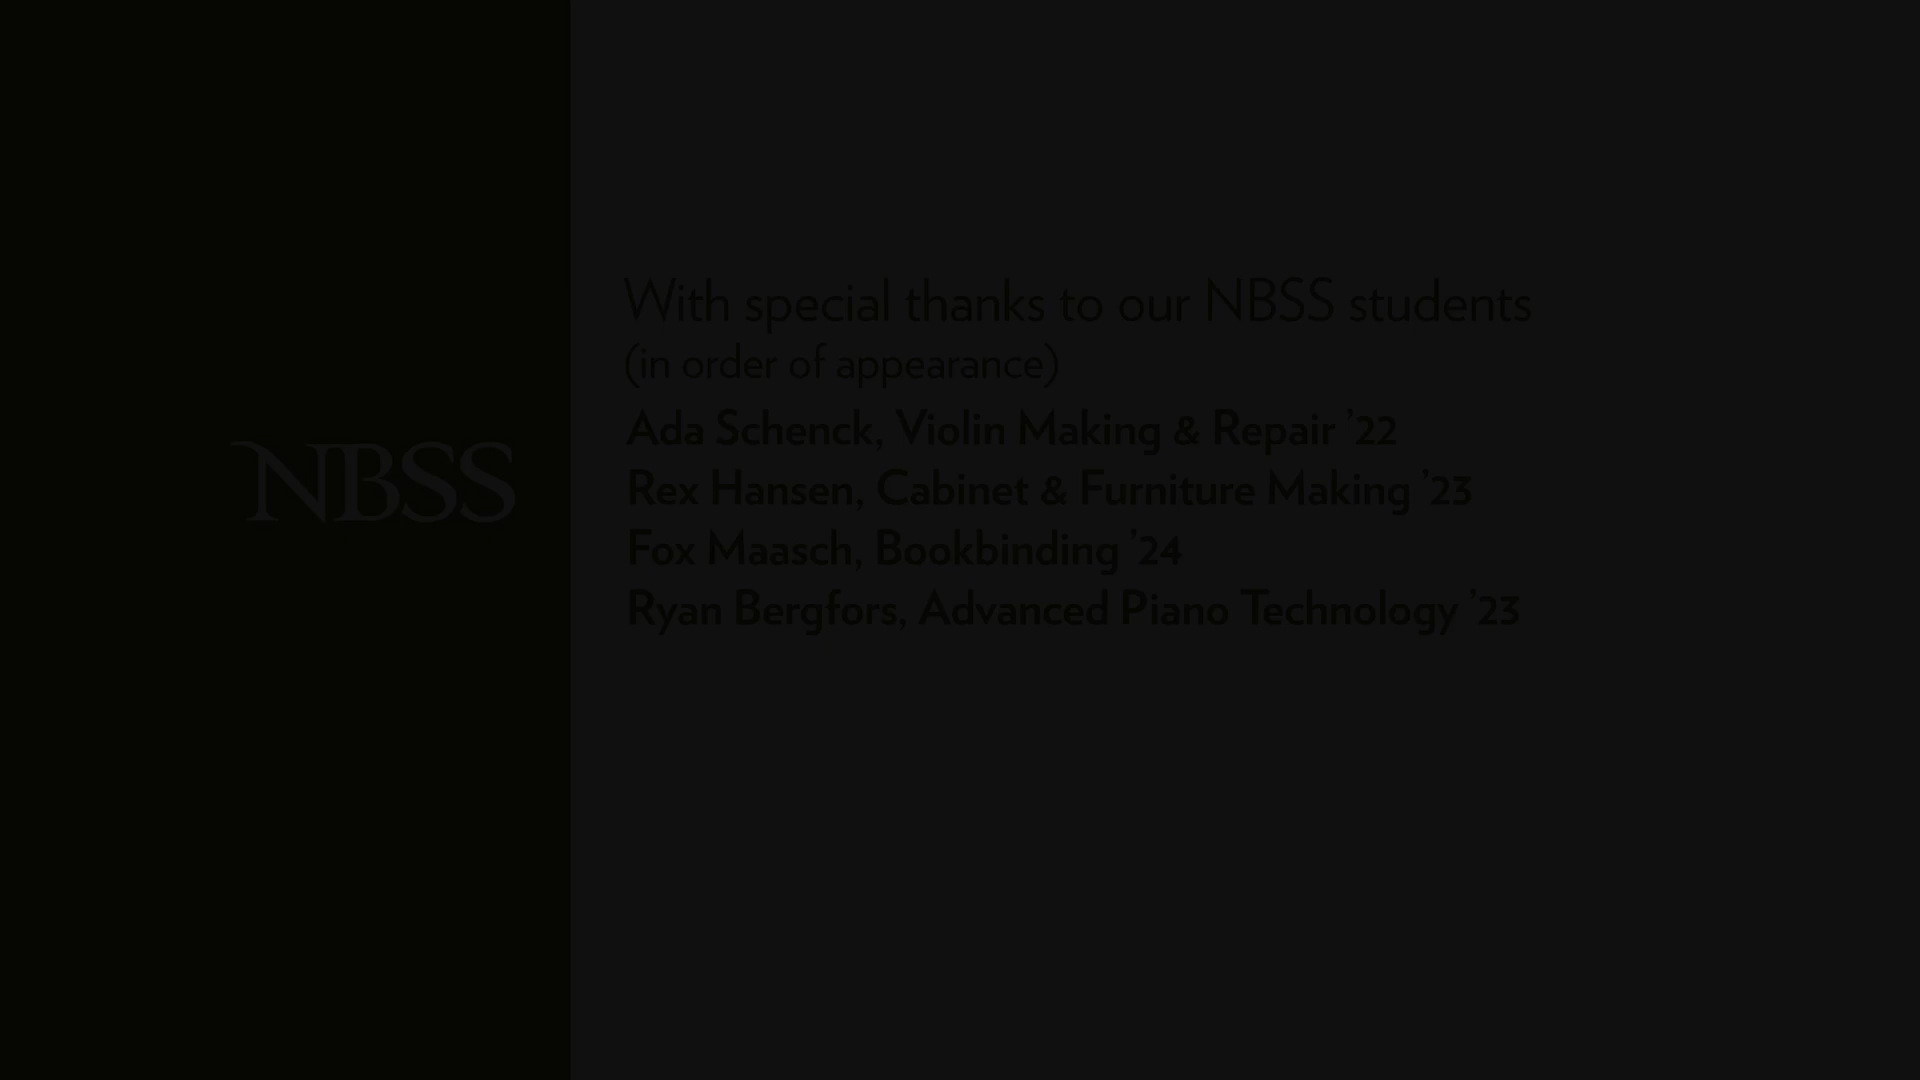 NBSS
With special thanks to our NBSS students
(in order of appearance)
Ada Schenck, Violin Making & Repair ’22
Rex Hansen, Cabinet & Furniture Making ’23
Fox Maasch, Bookbinding ’24
Ryan Bergfors, Advanced Piano Technology ’23